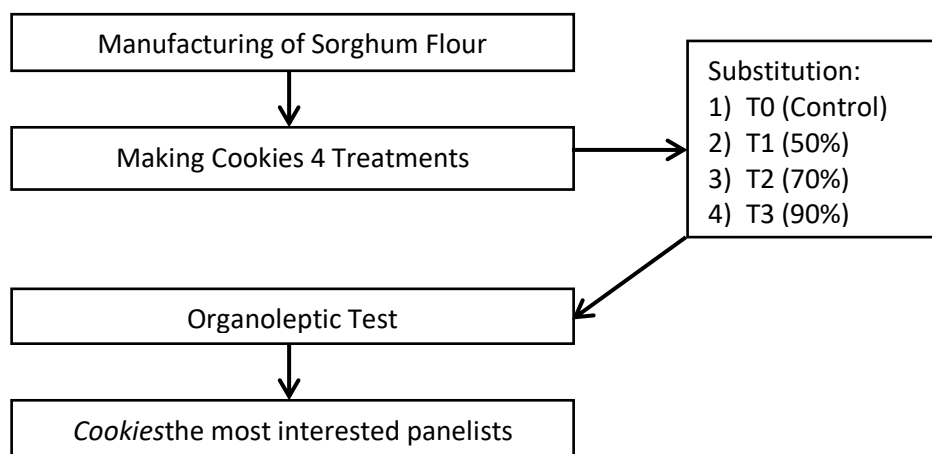 Manufacturing of Sorghum Flour
Making Cookies 4 Treatments
Substitution:
1) T0 (Control)
2) T1 (50%)
3) T2 (70%)
4) T3 (90%)
Organoleptic Test
Cookiesthe most interested panelists